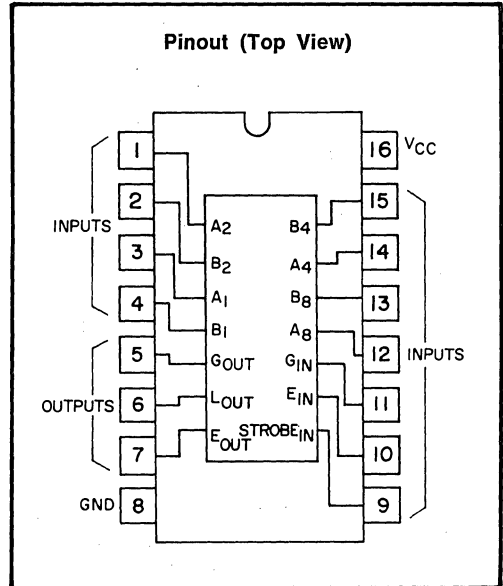 Pinout (Top View)
1
2
3
4
5
6
7
8
INPUTS
OUTPUTS
GND
A2
B2
A1
B1
GOUT
LOUT
EOUT
B4
A4
B8
A8
GIN
EIN
STROBEIN
16
VCC
15
14
13
12
11
10
9
INPUTS